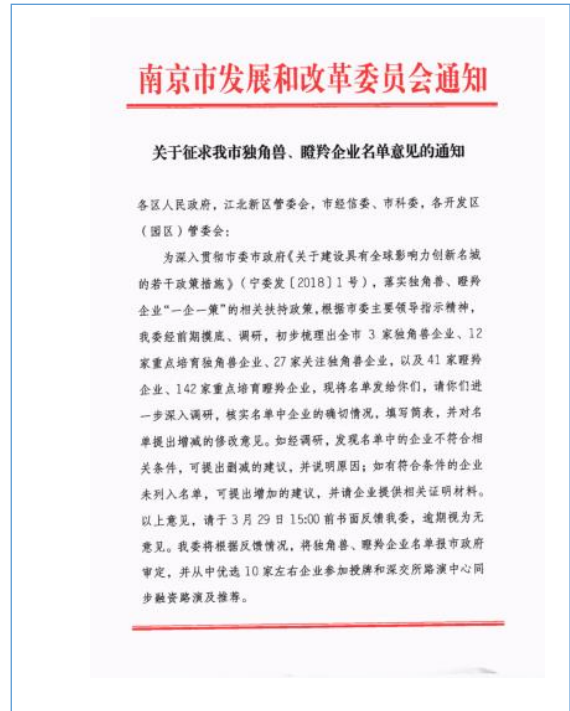 南京市发展和改革委员会通知
关于征求我市独角兽、瞪羚企业名单意见的通知
各区人民政府，江北新区管委会，市经信委、市科委，各开发区
（园区）管委会：
为深入贯彻市委市政府《关于建设具有全球影响力创新名城
的若干政策措施》（宁委发〔2018〕1 号），落实独角兽、瞪羚
企业“一企一策”的相关扶持政策，根据市委主要领导指示精神，
我委经前期摸底、调研，初步梳理出全市 3 家独角兽企业、12
家重点培育独角兽企业、27 家关注独角兽企业，以及 41 家瞪羚
企业、142 家重点培育瞪羚企业，现将名单发给你们，请你们进
一步深入调研，核实名单中企业的确切情况，填写简表，并对名
单提出增减的修改意见。如经调研，发现名单中的企业不符合相
关条件，可提出删减的建议，并说明原因；如有符合条件的企业
未列入名单，可提出增加的建议，并请企业提供相关证明材料。
以上意见，请于 3 月 29 日 15:00 前书面反馈我委，逾期视为无
意见。我委将根据反馈情况，将独角兽、瞪羚企业名单报市政府
审定，并从中优选 10 家左右企业参加授牌和深交所路演中心同
步融资路演及推荐。